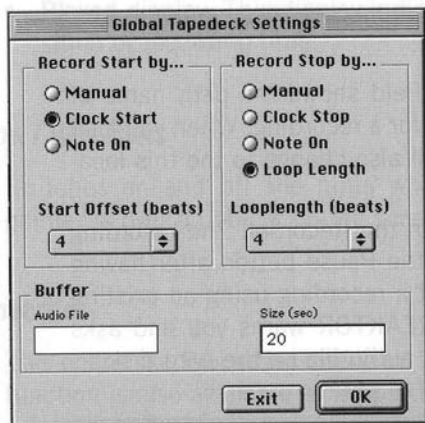 Global Tapedeck Settings
Record Start by...
Manual
Clock Start
Note On
Start Offset (beats)
4
Record Stop by...
Manual
Clock Stop
Note On
Loop Length
Looplength (beats)
4
Buffer
Audio File
Size (sec)
20
Exit
OK